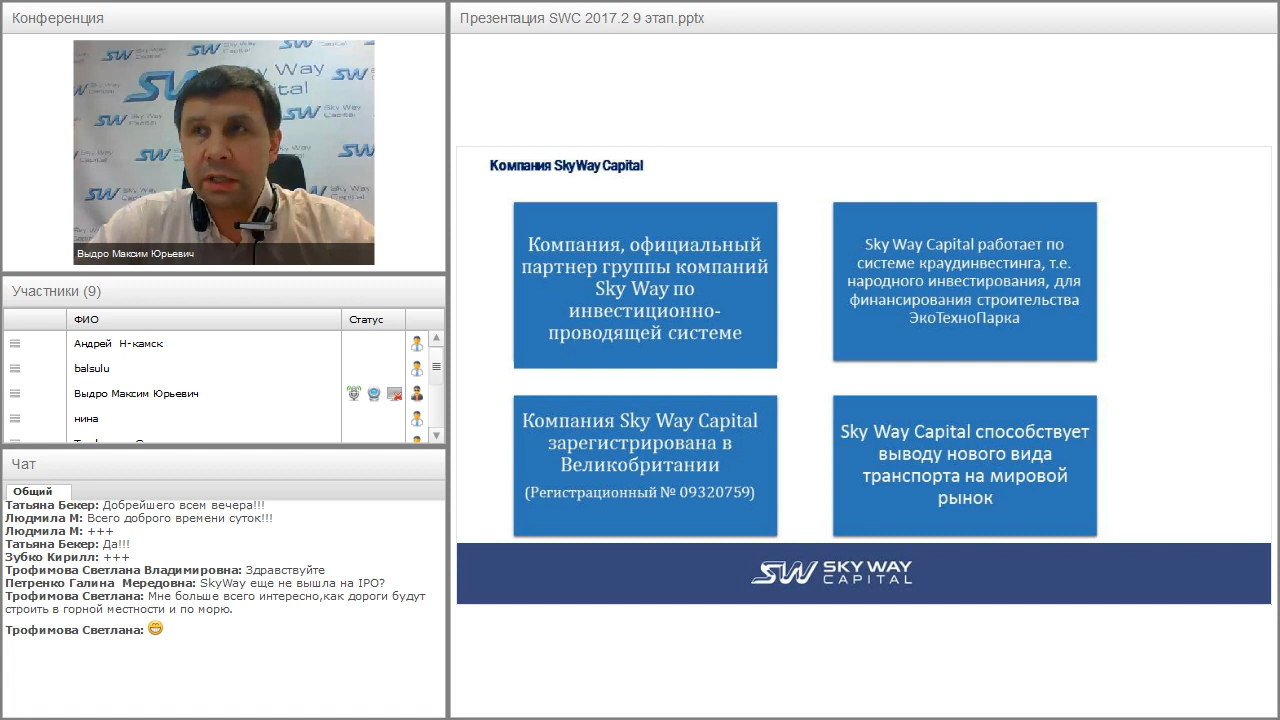 Конференция
Sky Way
Capital
Выдро Максим Юрьевич
Участники (9)
ФИО
Статус
Андрей Н-камск
balsulu
Выдро Максим Юрьевич
нина
Чат
Общий
Татьяна Бекер: Добрейшего всем вечера!!!
Людмила М: Всего доброго времени суток!!!
Людмила М: +++
Татьяна Бекер: Да!!!
Зубко Кирилл: +++
Трофимова Светлана Владимировна: Здравствуйте
Петренко Галина Мередовна: SkyWay еще не вышла на IPO?
Трофимова Светлана: Мне больше всего интересно,как дороги будут
строить в горной местности и по морю.
Трофимова Светлана:
Презентация SWC 2017.2 9 этап.pptx
Компания SkyWay Capital
Компания, официальный
партнер группы компаний
Sky Way по
инвестиционно-
проводящей системе
Sky Way Capital работает по
системе краудинвестинга, т.е.
народного инвестирования, для
финансирования строительства
ЭкоТехноПарка
Компания Sky Way Capital
зарегистрирована в
Великобритании
(Регистрационный № 09320759)
Sky Way Capital способствует
выводу нового вида
транспорта на мировой
рынок
SW SKY WAY
CAPITAL